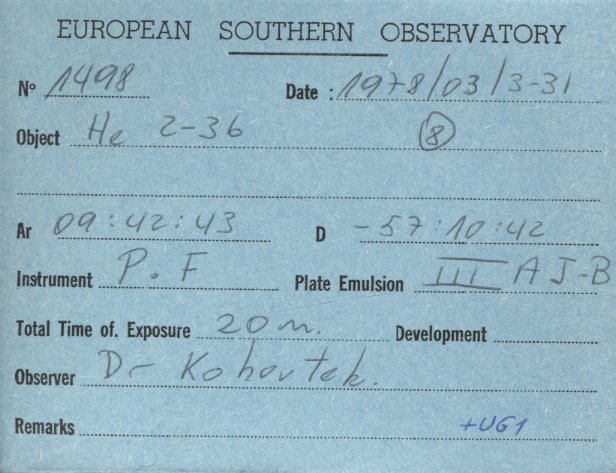 EUROPEAN SOUTHERN OBSERVATORY
Nº 1498 Date : 1978/03/3-31
Object He 2-36 8
Ar 09:42:43 D -57:10:42
Instrument P.F Plate Emulsion III A J-B
Total Time of. Exposure 20 m. Development
Observer Dr Kohoutek.
Remarks +UG1